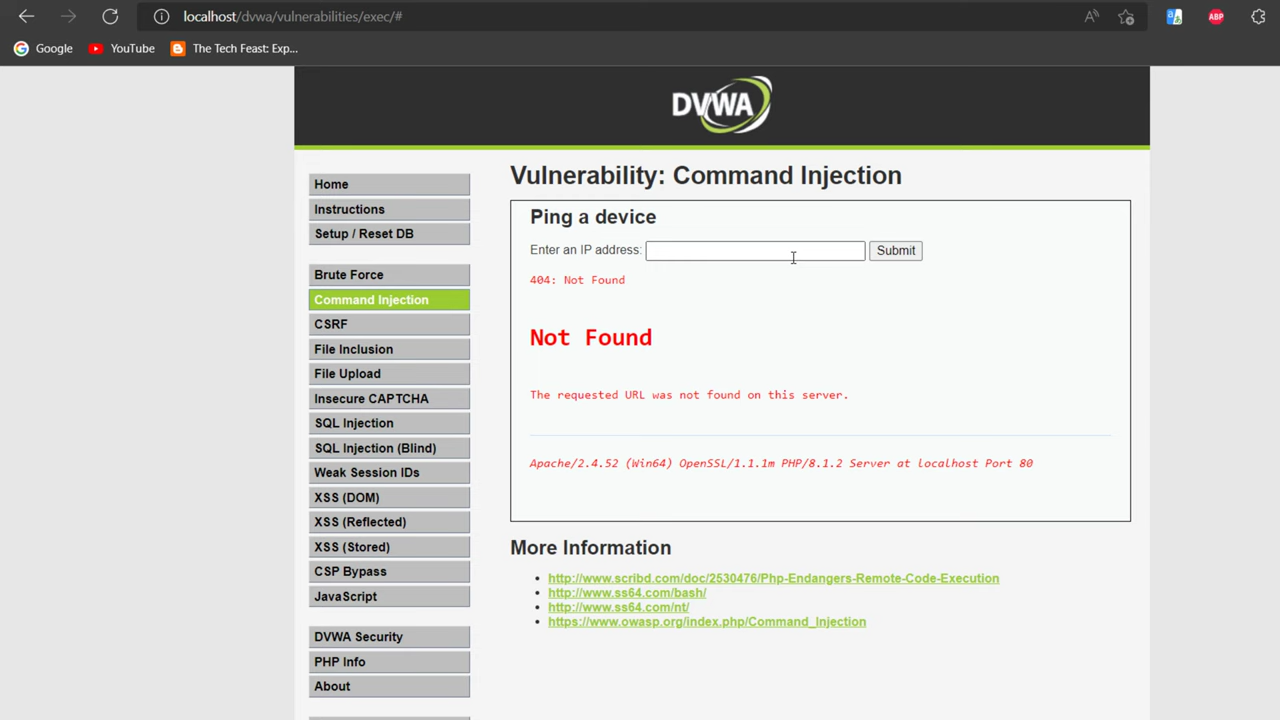 localhost/dvwa/vulnerabilities/exec/#
Google YouTube The Tech Feast: Exp...
ABP
DVWA
Home
Instructions
Setup / Reset DB
Brute Force
Command Injection
CSRF
File Inclusion
File Upload
Insecure CAPTCHA
SQL Injection
SQL Injection (Blind)
Weak Session IDs
XSS (DOM)
XSS (Reflected)
XSS (Stored)
CSP Bypass
JavaScript
DVWA Security
PHP Info
About
Vulnerability: Command Injection
Ping a device
Enter an IP address: Submit
404: Not Found
Not Found
The requested URL was not found on this server.
Apache/2.4.52 (Win64) OpenSSL/1.1.1m PHP/8.1.2 Server at localhost Port 80
More Information
http://www.scribd.com/doc/2530476/Php-Endangers-Remote-Code-Execution
http://www.ss64.com/bash/
http://www.ss64.com/nt/
https://www.owasp.org/index.php/Command_Injection